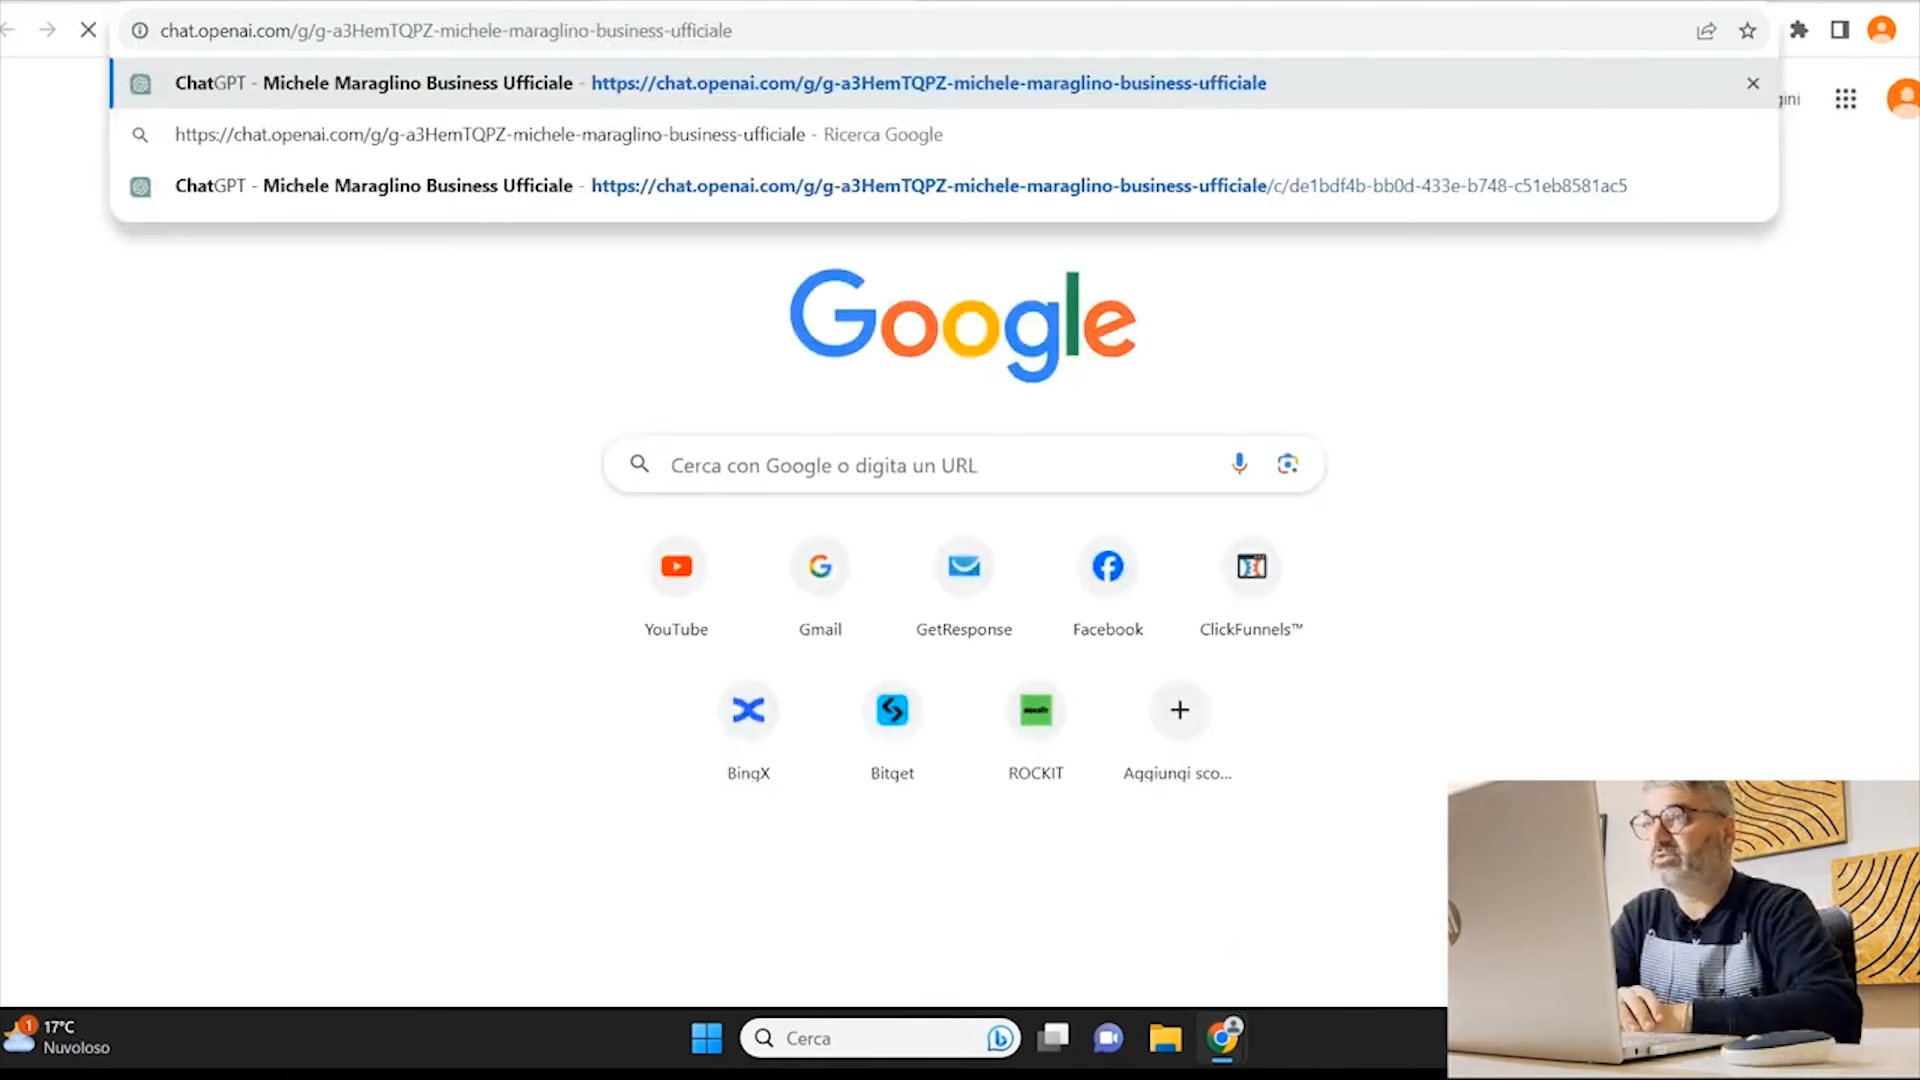 chat.openai.com/g/g-a3HemTQPZ-michele-maraglino-business-ufficiale
ChatGPT - Michele Maraglino Business Ufficiale - https://chat.openai.com/g/g-a3HemTQPZ-michele-maraglino-business-ufficiale
gini
https://chat.openai.com/g/g-a3HemTQPZ-michele-maraglino-business-ufficiale - Ricerca Google
ChatGPT - Michele Maraglino Business Ufficiale - https://chat.openai.com/g/g-a3HemTQPZ-michele-maraglino-business-ufficiale/c/de1bdf4b-bb0d-433e-b748-c51eb8581ac5
Google
Cerca con Google o digita un URL
YouTube Gmail GetResponse Facebook ClickFunnels™
BingX Bitget ROCKIT Aggiungi sco...
1 17°C
Nuvoloso
Cerca